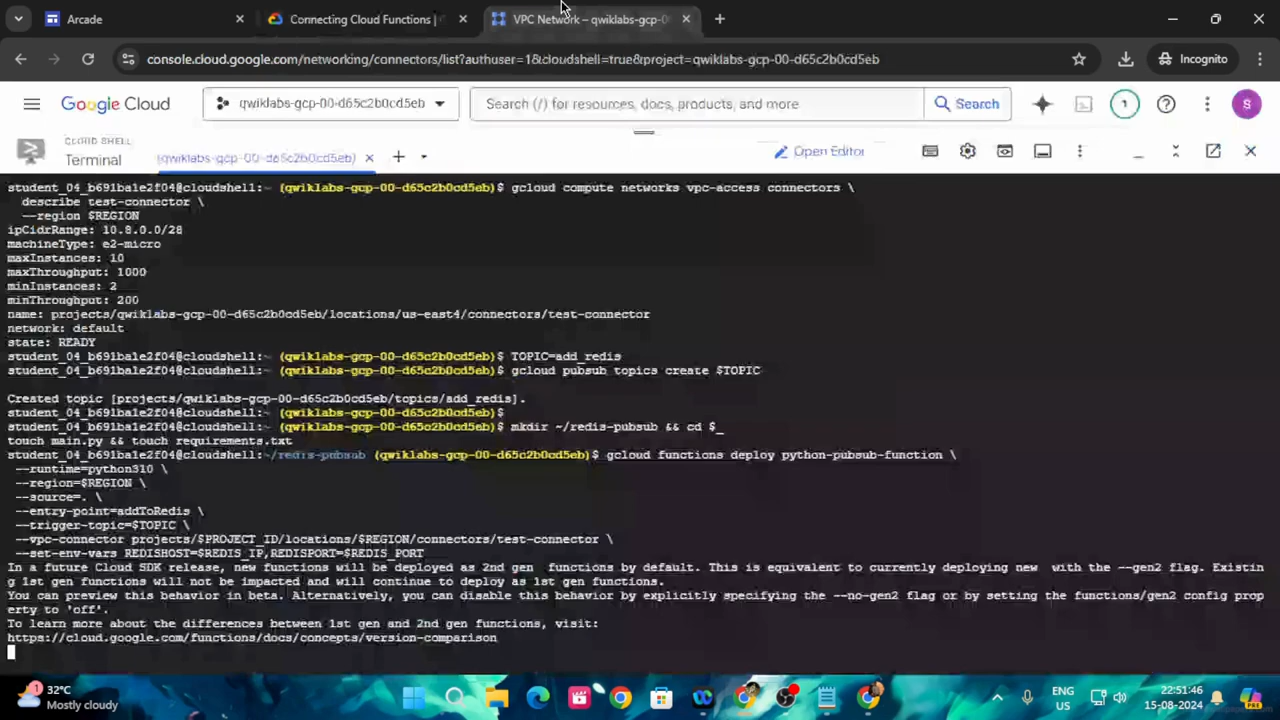 Arcade
Connecting Cloud Functions |
VPC Network – qwiklabs-gcp-0
console.cloud.google.com/networking/connectors/list?authuser=1&cloudshell=true&project=qwiklabs-gcp-00-d65c2b0cd5eb
Incognito
Google Cloud
qwiklabs-gcp-00-d65c2b0cd5eb
Search (/) for resources, docs, products, and more
Search
1
S
CLOUD SHELL
Terminal
(qwiklabs-gcp-00-d65c2b0cd5eb)
Open Editor
student_04_b691ba1e2f04@cloudshell:~ (qwiklabs-gcp-00-d65c2b0cd5eb)$ gcloud compute networks vpc-access connectors \
describe test-connector \
--region $REGION
ipCidrRange: 10.8.0.0/28
machineType: e2-micro
maxInstances: 10
maxThroughput: 1000
minInstances: 2
minThroughput: 200
name: projects/qwiklabs-gcp-00-d65c2b0cd5eb/locations/us-east4/connectors/test-connector
network: default
state: READY
student_04_b691ba1e2f04@cloudshell:~ (qwiklabs-gcp-00-d65c2b0cd5eb)$ TOPIC=add_redis
student_04_b691ba1e2f04@cloudshell:~ (qwiklabs-gcp-00-d65c2b0cd5eb)$ gcloud pubsub topics create $TOPIC
Created topic [projects/qwiklabs-gcp-00-d65c2b0cd5eb/topics/add_redis].
student_04_b691ba1e2f04@cloudshell:~ (qwiklabs-gcp-00-d65c2b0cd5eb)$
student_04_b691ba1e2f04@cloudshell:~ (qwiklabs-gcp-00-d65c2b0cd5eb)$ mkdir ~/redis-pubsub && cd $_
touch main.py && touch requirements.txt
student_04_b691ba1e2f04@cloudshell:~/redis-pubsub (qwiklabs-gcp-00-d65c2b0cd5eb)$ gcloud functions deploy python-pubsub-function \
--runtime=python310 \
--region=$REGION \
--source=. \
--entry-point=addToRedis \
--trigger-topic=$TOPIC \
--vpc-connector projects/$PROJECT_ID/locations/$REGION/connectors/test-connector \
--set-env-vars REDISHOST=$REDIS_IP,REDISPORT=$REDIS_PORT
In a future Cloud SDK release, new functions will be deployed as 2nd gen  functions by default. This is equivalent to currently deploying new  with the --gen2 flag. Existin
g 1st gen functions will not be impacted and will continue to deploy as 1st gen functions.
You can preview this behavior in beta. Alternatively, you can disable this behavior by explicitly specifying the --no-gen2 flag or by setting the functions/gen2 config prop
erty to 'off'.
To learn more about the differences between 1st gen and 2nd gen functions, visit:
https://cloud.google.com/functions/docs/concepts/version-comparison
1
32°C
Mostly cloudy
ENG
US
22:51:46
15-08-2024